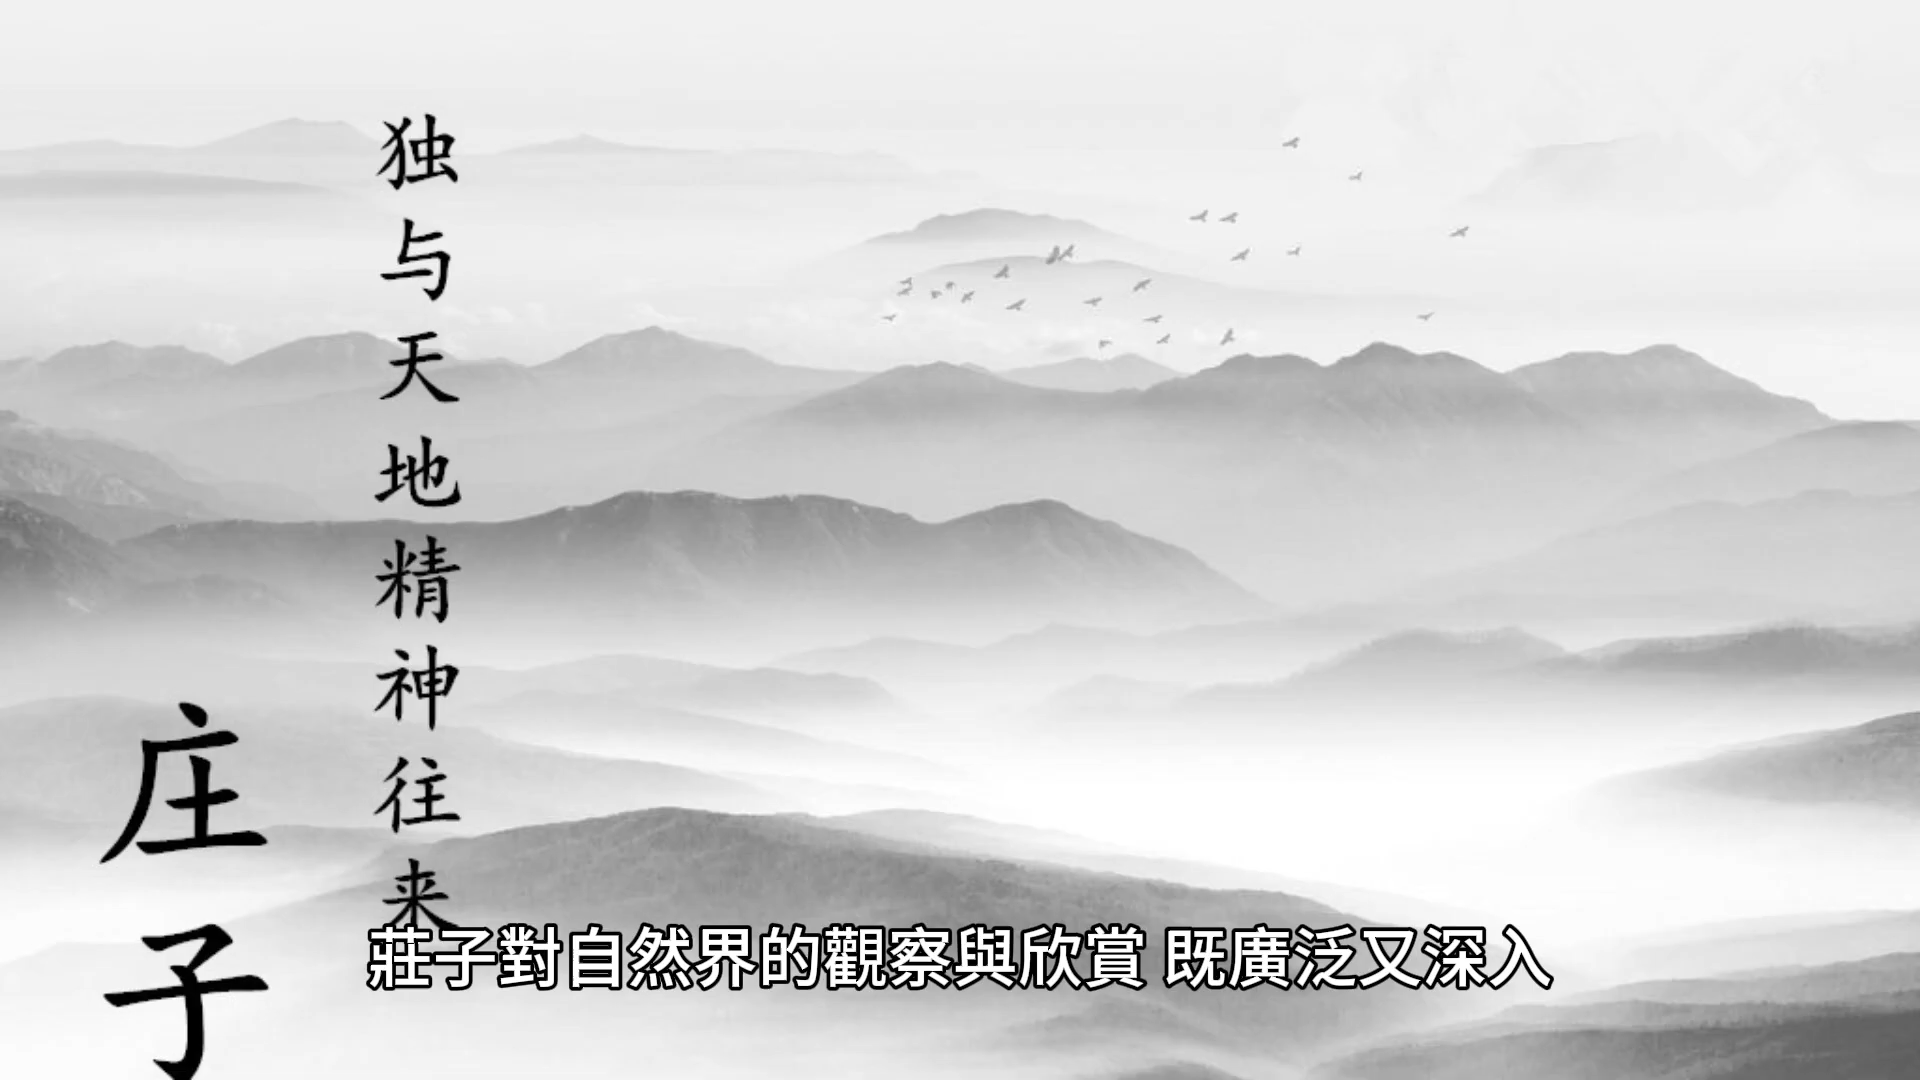 独与天地精神往来
庄子
莊子對自然界的觀察與欣賞 既廣泛又深入